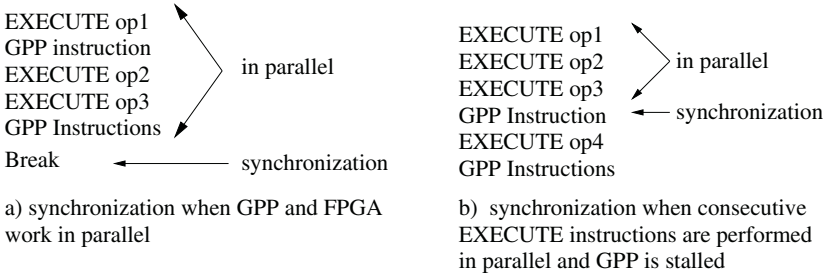 EXECUTE op1
GPP instruction
EXECUTE op2
EXECUTE op3
GPP Instructions
Break
in parallel
synchronization
a) synchronization when GPP and FPGA
work in parallel
EXECUTE op1
EXECUTE op2
EXECUTE op3
GPP Instruction
EXECUTE op4
GPP Instructions
in parallel
synchronization
b) synchronization when consecutive
EXECUTE instructions are performed
in parallel and GPP is stalled